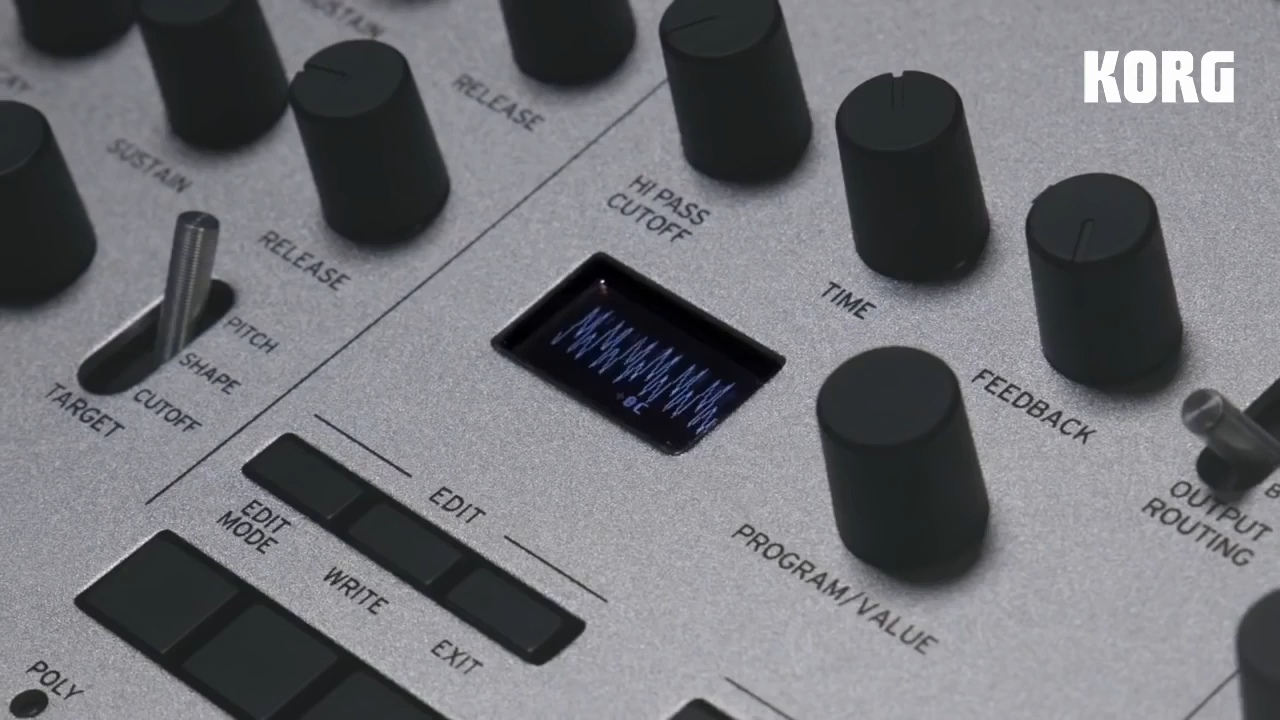 KORG
SUSTAIN
RELEASE
SUSTAIN
RELEASE
HI PASS
CUTOFF
TIME
FEEDBACK
PITCH
SHAPE
CUTOFF
TARGET
EDIT
EDIT
MODE
WRITE
EXIT
PROGRAM/VALUE
OUTPUT
ROUTING
POLY